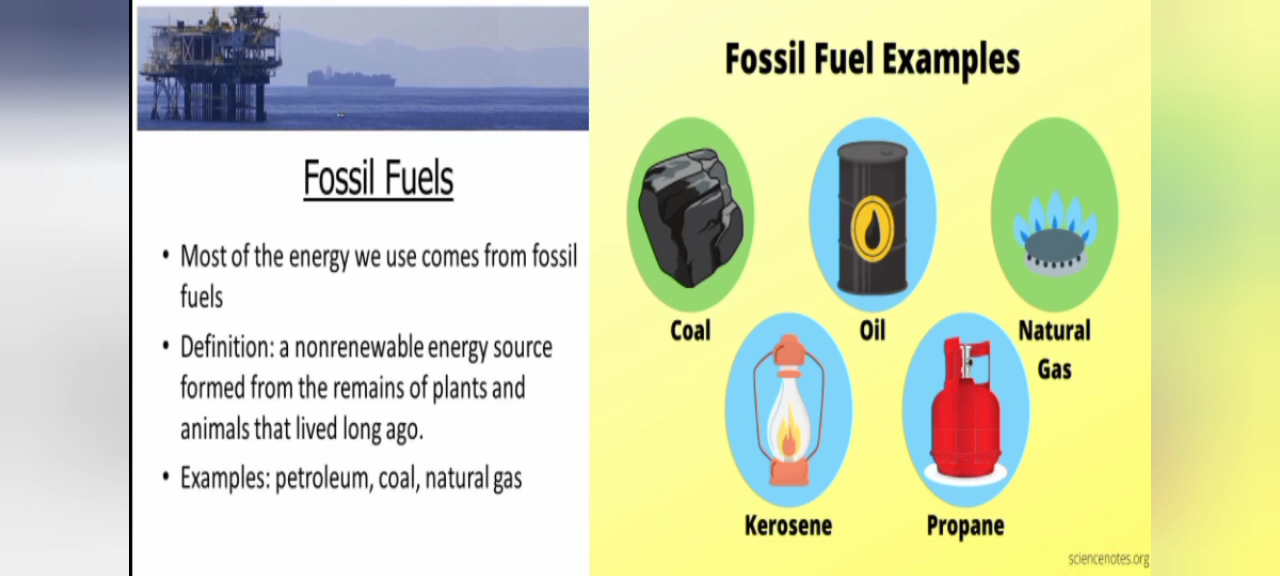 Fossil Fuels
• Most of the energy we use comes from fossil
fuels
• Definition: a nonrenewable energy source
formed from the remains of plants and
animals that lived long ago.
• Examples: petroleum, coal, natural gas
Fossil Fuel Examples
Coal
Oil
Natural
Gas
Kerosene
Propane
sciencenotes.org